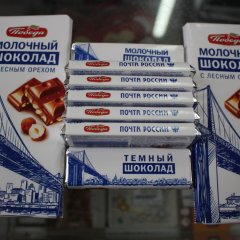 Победа
МОЛОЧНЫЙ
ШОКОЛАД
С ЛЕСНЫМ ОРЕХОМ
МОЛОЧНЫЙ
ШОКОЛАД
Победа ПОЧТА РОССИИ
Победа ПОЧТА РОССИИ
Победа ПОЧТА РОССИИ
Победа ПОЧТА РОССИИ
Победа ПОЧТА РОССИИ
ТЕМНЫЙ
ШОКОЛАД
Победа
МОЛОЧНЫЙ
ШОКОЛАД
С ЛЕСНЫМ